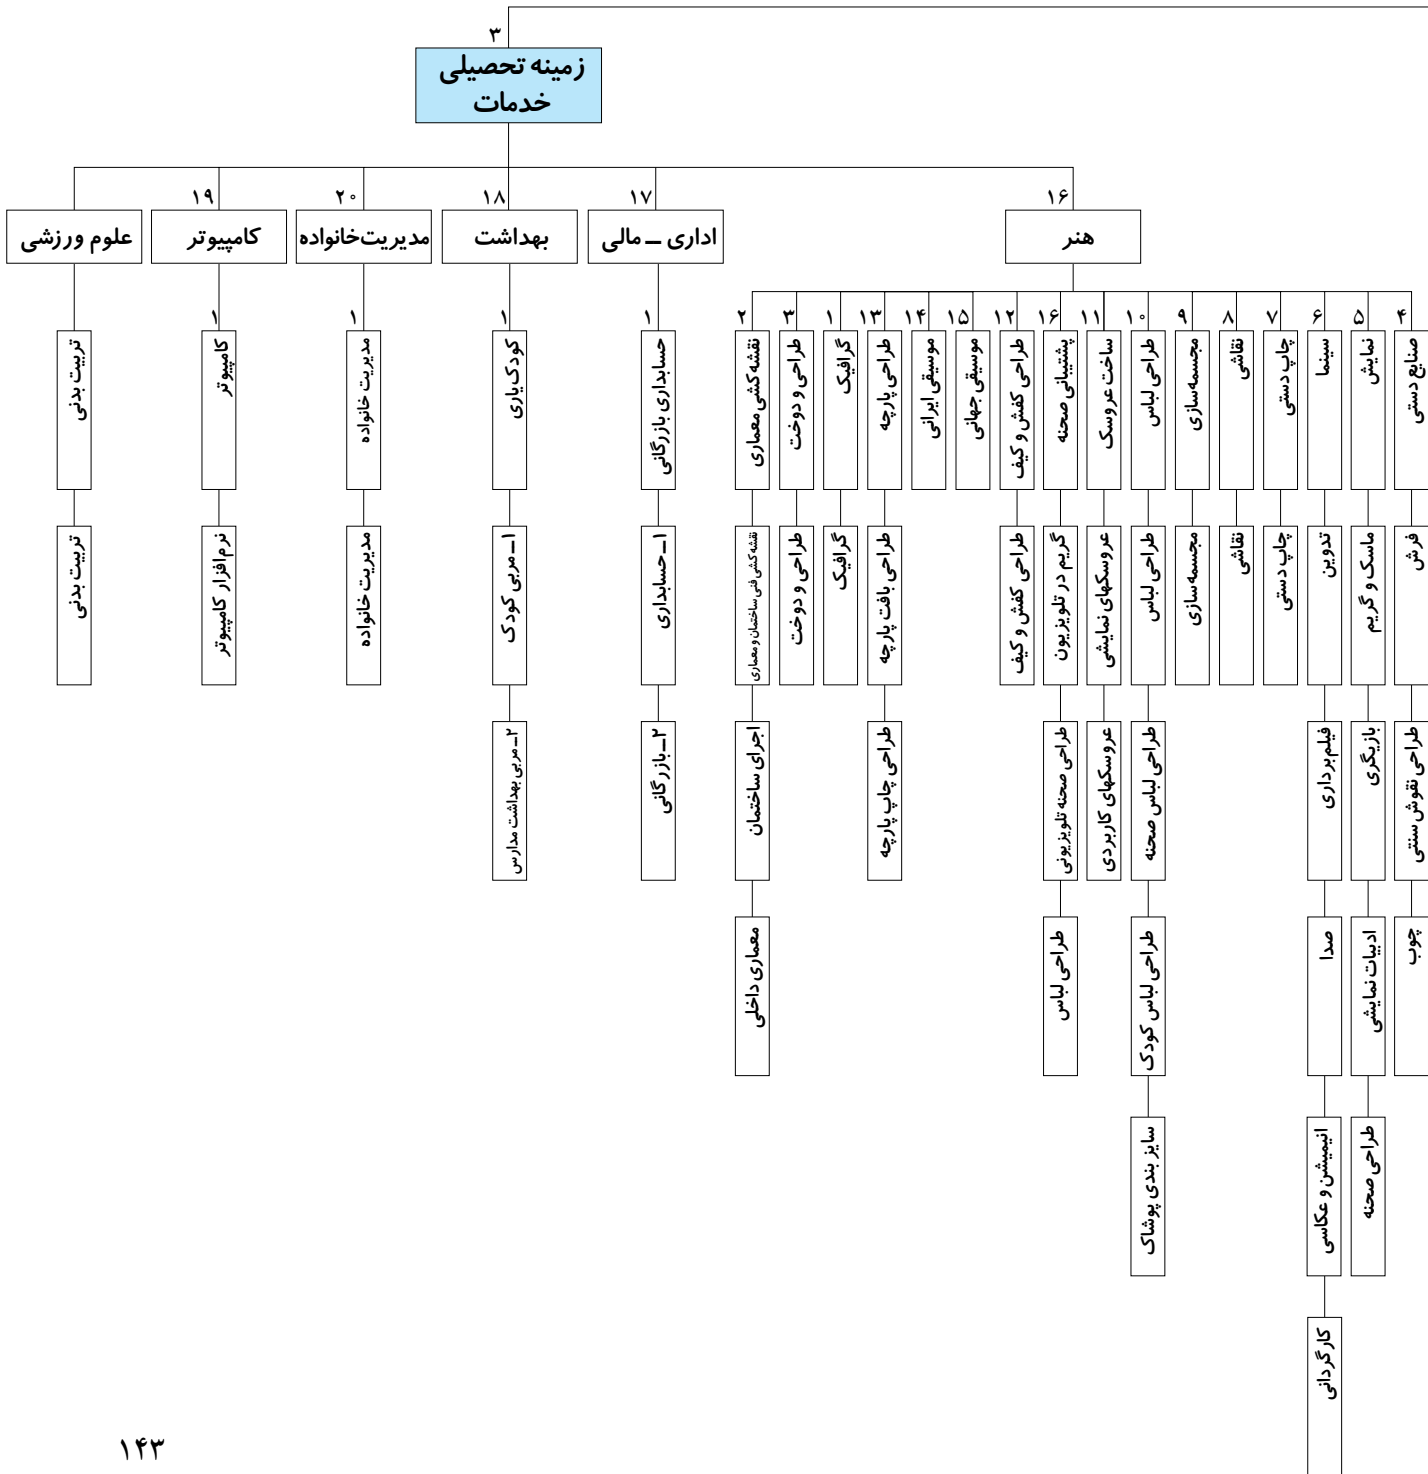 ۳
زمینه تحصیلی
خدمات
۱۶
هنر
۱۷
اداری ــ مالی
۱۸
بهداشت
۲۰
مدیریت‌خانواده
۱۹
کامپیوتر
علوم ورزشی
۴
صنایع دستی
فرش
طراحی نقوش سنتی
چوب
۵
نمایش
ماسک و گریم
بازیگری
ادبیات نمایشی
طراحی صحنه
۶
سینما
تدوین
فیلم‌برداری
صدا
انیمیشن و عکاسی
کارگردانی
۷
چاپ دستی
چاپ دستی
۸
نقاشی
نقاشی
۹
مجسمه‌سازی
مجسمه سازی
۱۰
طراحی لباس
طراحی لباس
طراحی لباس صحنه
طراحی لباس کودک
سایز بندی پوشاک
۱۱
ساخت عروسک
عروسکهای نمایشی
عروسکهای کاربردی
۱۶
پشتیبانی صحنه
گریم در تلویزیون
طراحی صحنه تلویزیونی
طراحی لباس
۱۲
طراحی کفش و کیف
طراحی کفش و کیف
۱۵
موسیقی جهانی
۱۴
موسیقی ایرانی
۱۳
طراحی پارچه
طراحی بافت پارچه
طراحی چاپ پارچه
۱
گرافیک
گرافیک
۳
طراحی و دوخت
طراحی و دوخت
۲
نقشه کشی معماری
نقشه کشی فنی ساختمان و معماری
اجرای ساختمان
معماری داخلی
۱
حسابداری بازرگانی
۱ــ حسابداری
۲ــ بازرگانی
۱
کودک یاری
۱ــ مربی کودک
۲ــ مربی بهداشت مدارس
۱
مدیریت خانواده
مدیریت خانواده
۱
کامپیوتر
نرم‌افزار کامپیوتر
تربیت بدنی
تربیت بدنی
۱۴۳